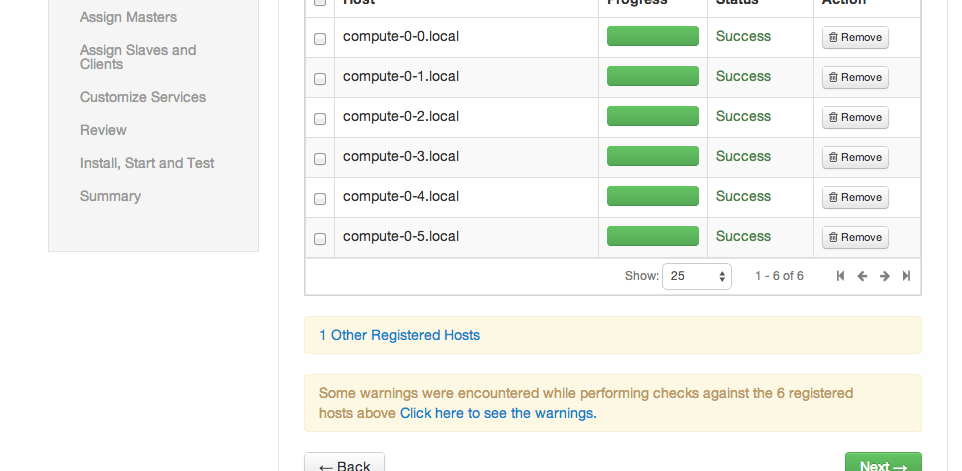 Assign Masters
Assign Slaves and
Clients
Customize Services
Review
Install, Start and Test
Summary
Host Progress Status Action
compute-0-0.local Success Remove
compute-0-1.local Success Remove
compute-0-2.local Success Remove
compute-0-3.local Success Remove
compute-0-4.local Success Remove
compute-0-5.local Success Remove
Show: 25 1 - 6 of 6
1 Other Registered Hosts
Some warnings were encountered while performing checks against the 6 registered
hosts above Click here to see the warnings.
← Back Next →